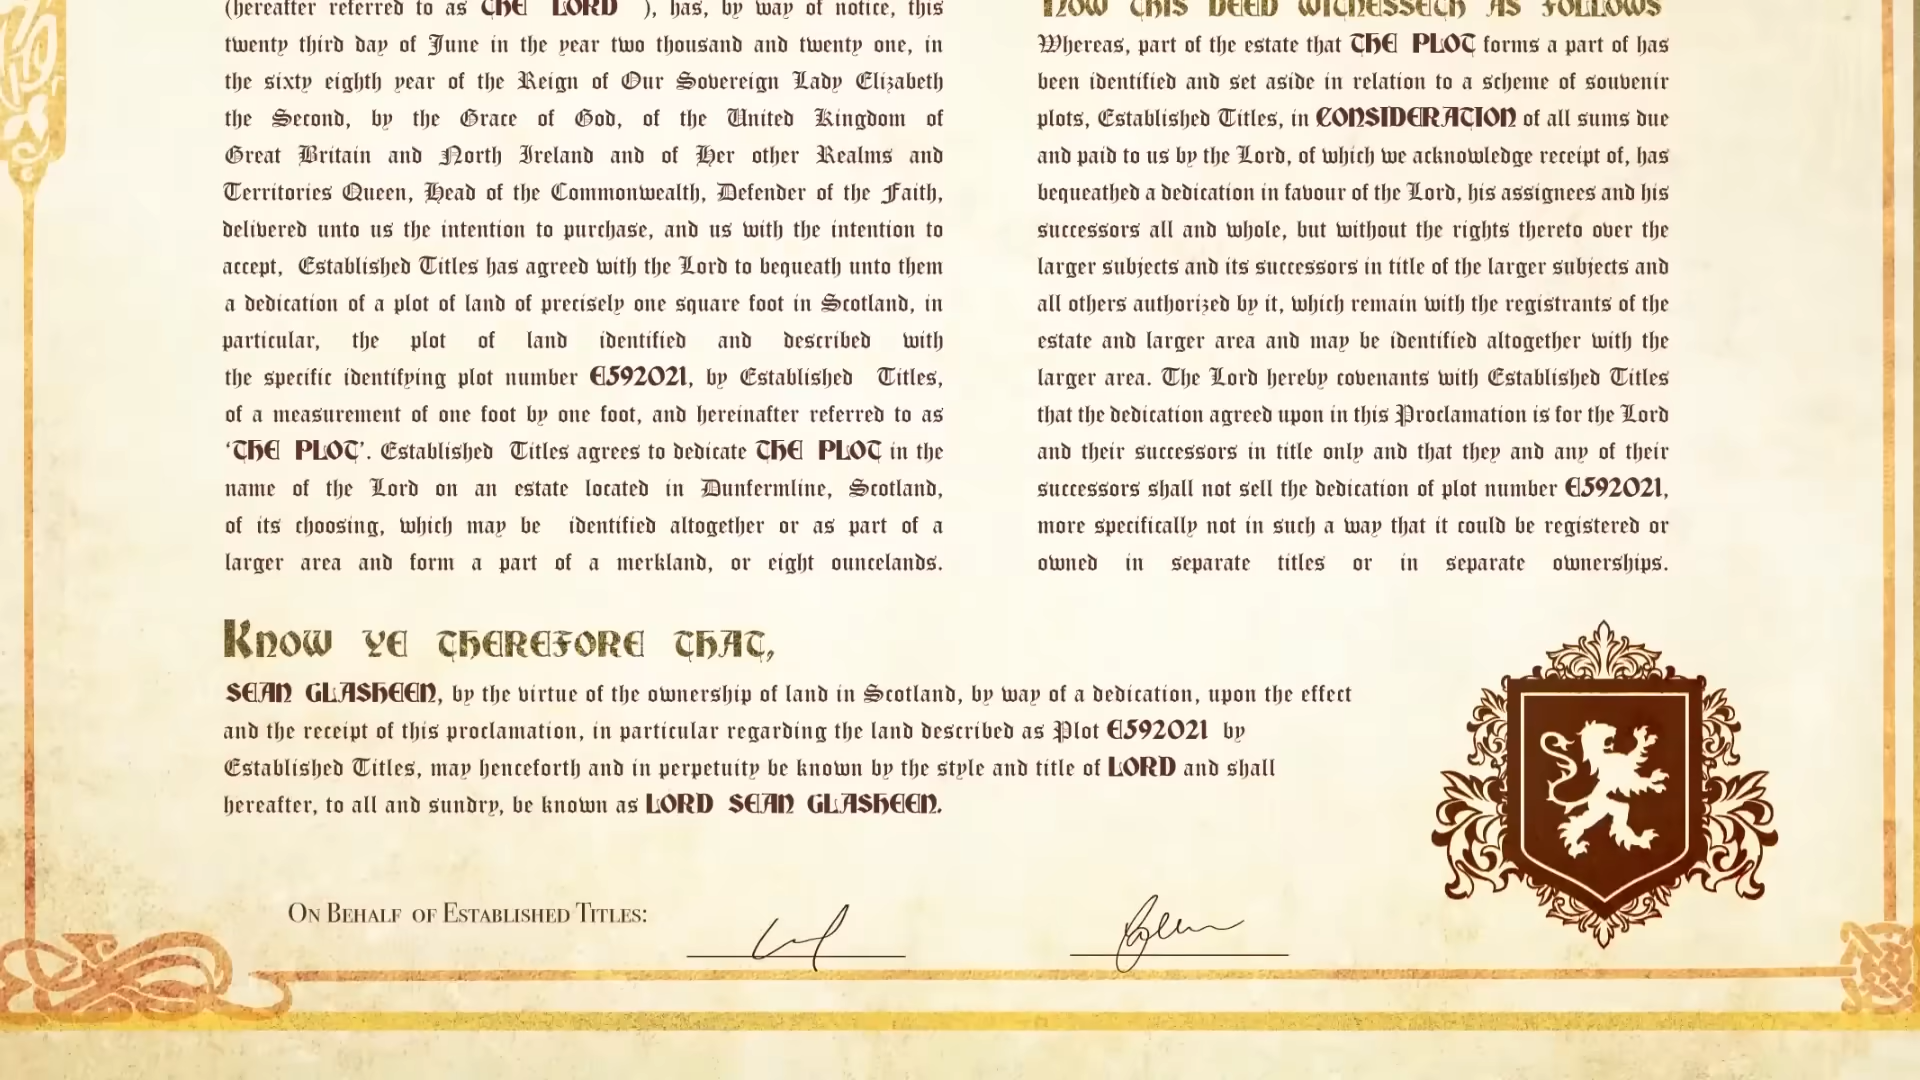 (hereafter referred to as THE LORD ), has, by way of notice, this
twenty third day of June in the year two thousand and twenty one, in
the sixty eighth year of the Reign of Our Sovereign Lady Elizabeth
the Second, by the Grace of God, of the United Kingdom of
Great Britain and North Ireland and of Her other Realms and
Territories Queen, Head of the Commonwealth, Defender of the Faith,
delivered unto us the intention to purchase, and us with the intention to
accept, Established Titles has agreed with the Lord to bequeath unto them
a dedication of a plot of land of precisely one square foot in Scotland, in
particular, the plot of land identified and described with
the specific identifying plot number E592021, by Established Titles,
of a measurement of one foot by one foot, and hereinafter referred to as
‘THE PLOT’. Established Titles agrees to dedicate THE PLOT in the
name of the Lord on an estate located in Dunfermline, Scotland,
of its choosing, which may be identified altogether or as part of a
larger area and form a part of a merkland, or eight ouncelands.
NOW THIS DEED WITNESSETH AS FOLLOWS
Whereas, part of the estate that THE PLOT forms a part of has
been identified and set aside in relation to a scheme of souvenir
plots, Established Titles, in CONSIDERATION of all sums due
and paid to us by the Lord, of which we acknowledge receipt of, has
bequeathed a dedication in favour of the Lord, his assignees and his
successors all and whole, but without the rights thereto over the
larger subjects and its successors in title of the larger subjects and
all others authorized by it, which remain with the registrants of the
estate and larger area and may be identified altogether with the
larger area. The Lord hereby covenants with Established Titles
that the dedication agreed upon in this Proclamation is for the Lord
and their successors in title only and that they and any of their
successors shall not sell the dedication of plot number E592021,
more specifically not in such a way that it could be registered or
owned in separate titles or in separate ownerships.
KNOW YE THEREFORE THAT,
SEAN GLASHEEN, by the virtue of the ownership of land in Scotland, by way of a dedication, upon the effect
and the receipt of this proclamation, in particular regarding the land described as Plot E592021 by
Established Titles, may henceforth and in perpetuity be known by the style and title of LORD and shall
hereafter, to all and sundry, be known as LORD SEAN GLASHEEN.
On Behalf of Established Titles: